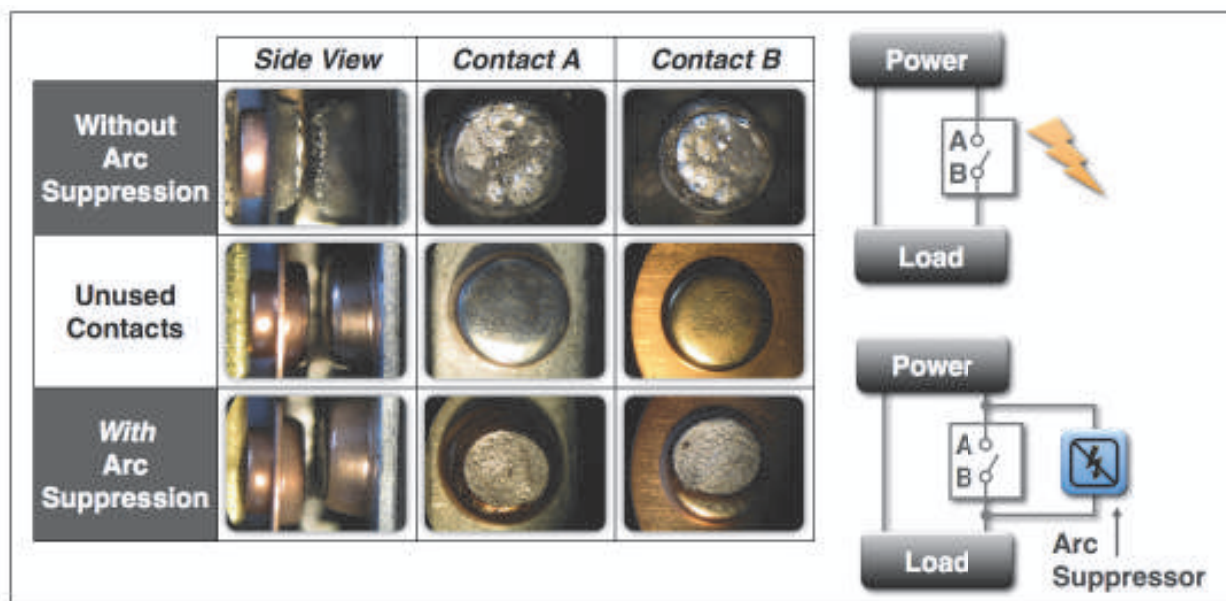 Side View
Contact A
Contact B
Without
Arc
Suppression
Unused
Contacts
With
Arc
Suppression
Power
A
B
Load
Power
A
B
Load
Arc
Suppressor